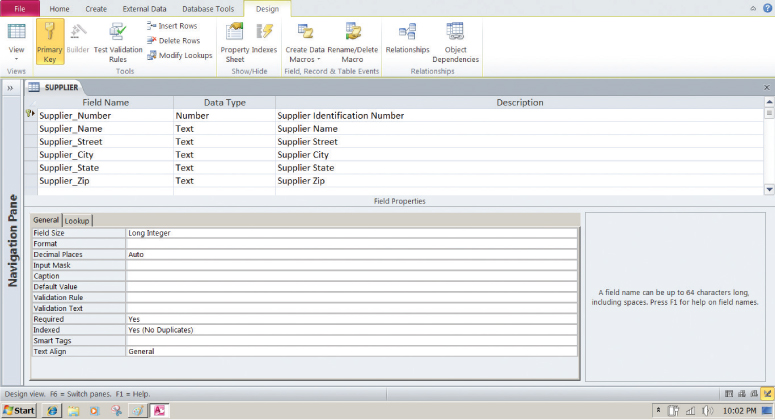 File Home Create External Data Database Tools Design
View Primary Key Builder Test Validation Rules Insert Rows Delete Rows Modify Lookups Property Sheet Indexes Create Data Macros Rename/Delete Macro Relationships Object Dependencies
Views Tools Show/Hide Field, Record & Table Events Relationships
» SUPPLIER
Field Name Data Type Description
Supplier_Number Number Supplier Identification Number
Supplier_Name Text Supplier Name
Supplier_Street Text Supplier Street
Supplier_City Text Supplier City
Supplier_State Text Supplier State
Supplier_Zip Text Supplier Zip
Navigation Pane
Field Properties
General Lookup
Field Size Long Integer
Format
Decimal Places Auto
Input Mask
Caption
Default Value
Validation Rule
Validation Text
Required Yes
Indexed Yes (No Duplicates)
Smart Tags
Text Align General
A field name can be up to 64 characters long,
including spaces. Press F1 for help on field names.
Design view. F6 = Switch panes. F1 = Help.
Start 10:02 PM